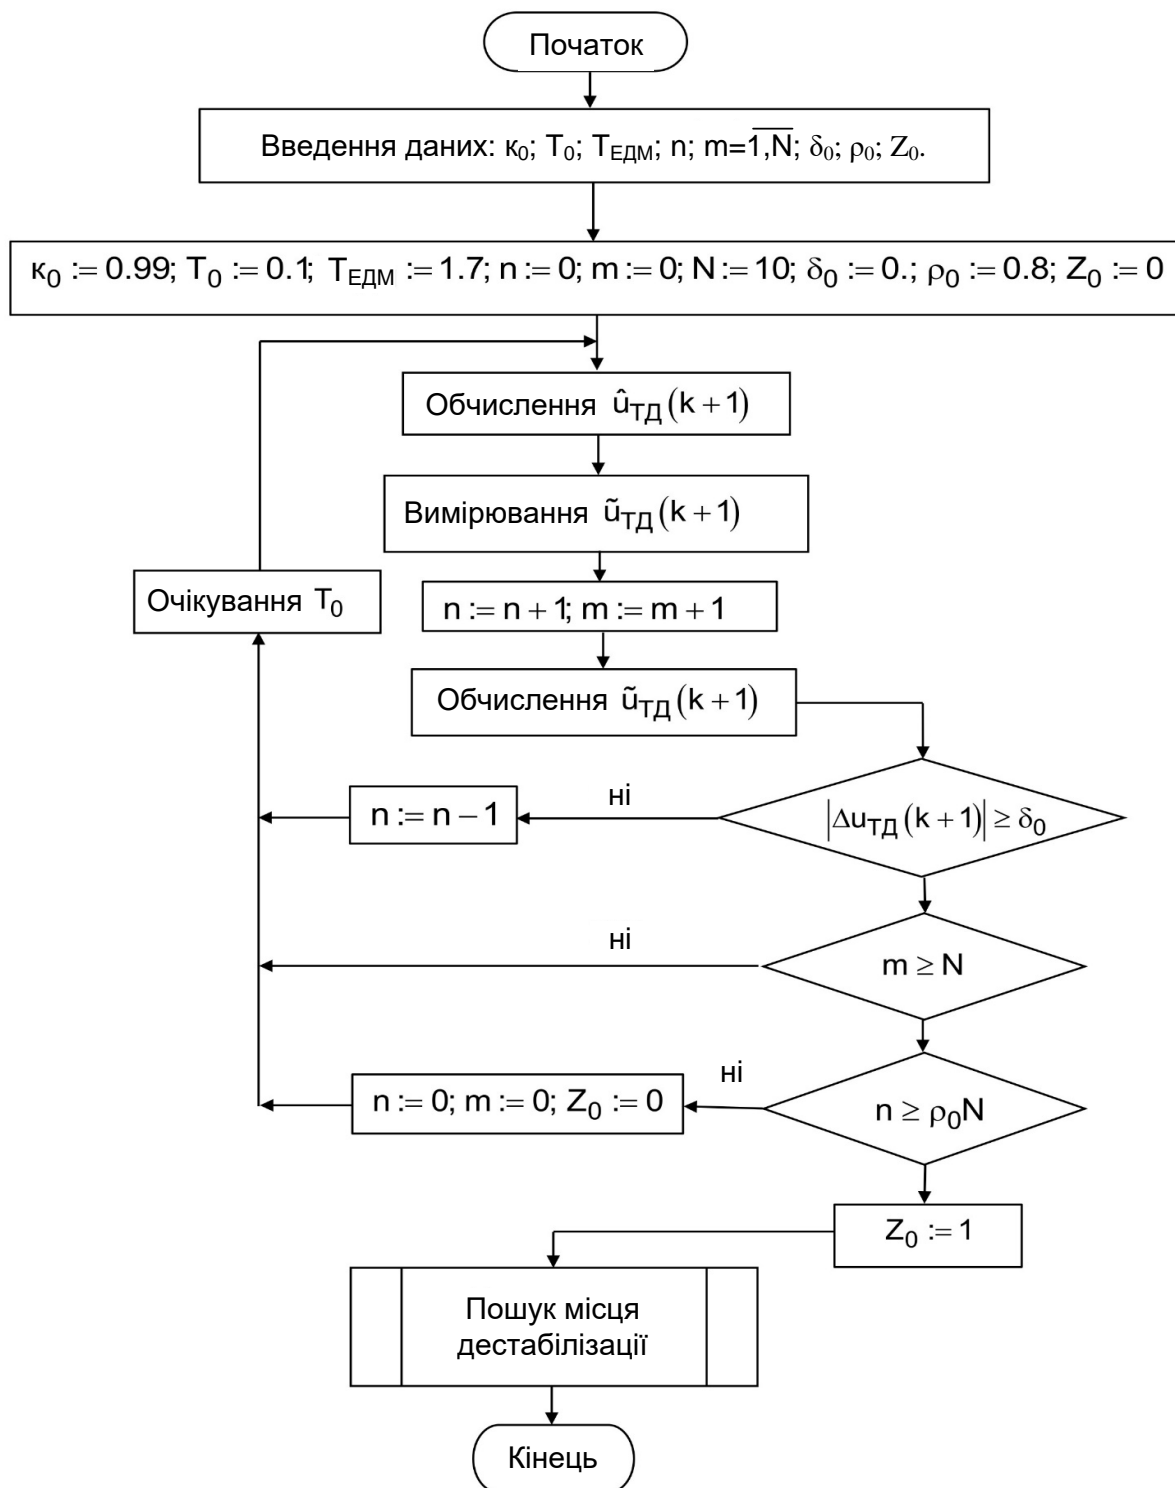 Початок
Введення даних: κ₀; T₀; T_ЕДМ; n; m=1,N̅; δ₀; ρ₀; Z₀.
κ₀ := 0.99; T₀ := 0.1; T_ЕДМ := 1.7; n := 0; m := 0; N := 10; δ₀ := 0.; ρ₀ := 0.8; Z₀ := 0
Обчислення û_ТД(k + 1)
Вимірювання ũ_ТД(k + 1)
Очікування T₀
n := n + 1; m := m + 1
Обчислення ũ_ТД(k + 1)
ні
n := n − 1
|Δu_ТД(k + 1)| ≥ δ₀
ні
m ≥ N
ні
n := 0; m := 0; Z₀ := 0
n ≥ ρ₀N
Z₀ := 1
Пошук місця
дестабілізації
Кінець